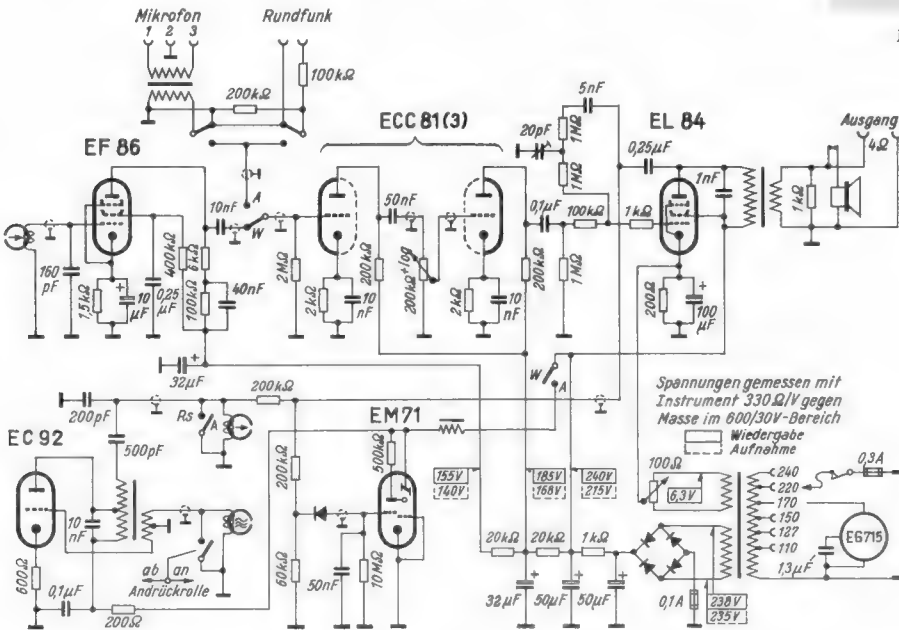 Mikrofon
Rundfunk
1 2 3
100kΩ
200kΩ
5nF
EF 86
ECC 81(3)
20pF
1MΩ
1MΩ
EL 84
0,25µF
Ausgang
4Ω
1nF
1kΩ
10nF
A
W
50nF
0,1µF
100kΩ
1kΩ
160 pF
1,5kΩ
10 µF
0,25 µF
400kΩ
6kΩ
100kΩ
40nF
2MΩ
2kΩ
10 nF
200kΩ
200kΩ+log
2kΩ
10 nF
200kΩ
1MΩ
200Ω
100 µF
32µF
W
A
200pF
Rs
A
200kΩ
EM 71
Spannungen gemessen mit
Instrument 330Ω/V gegen
Masse im 600/30V-Bereich
Wiedergabe
Aufnahme
EC 92
500pF
200kΩ
500kΩ
155V
140V
185V
168V
240V
215V
100Ω
6,3V
240
220
170
150
127
110
0,3A
EG715
1,3µF
10 nF
600Ω
0,1µF
ab an
Andrückrolle
200Ω
60kΩ
50nF
10MΩ
20kΩ
20kΩ
1kΩ
32µF
50µF
50µF
0,1A
238V
235V